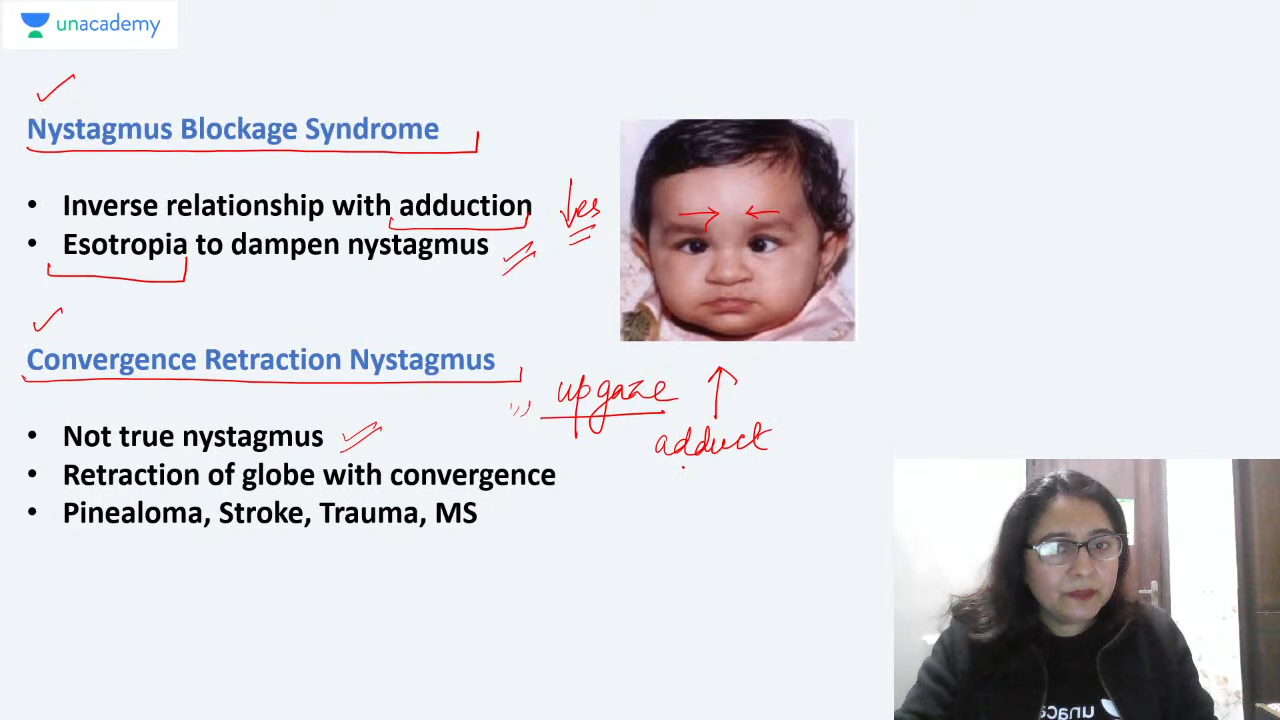 unacademy
Nystagmus Blockage Syndrome
• Inverse relationship with adduction
↓es
• Esotropia to dampen nystagmus
Convergence Retraction Nystagmus
upgaze
adduct
• Not true nystagmus
• Retraction of globe with convergence
• Pinealoma, Stroke, Trauma, MS